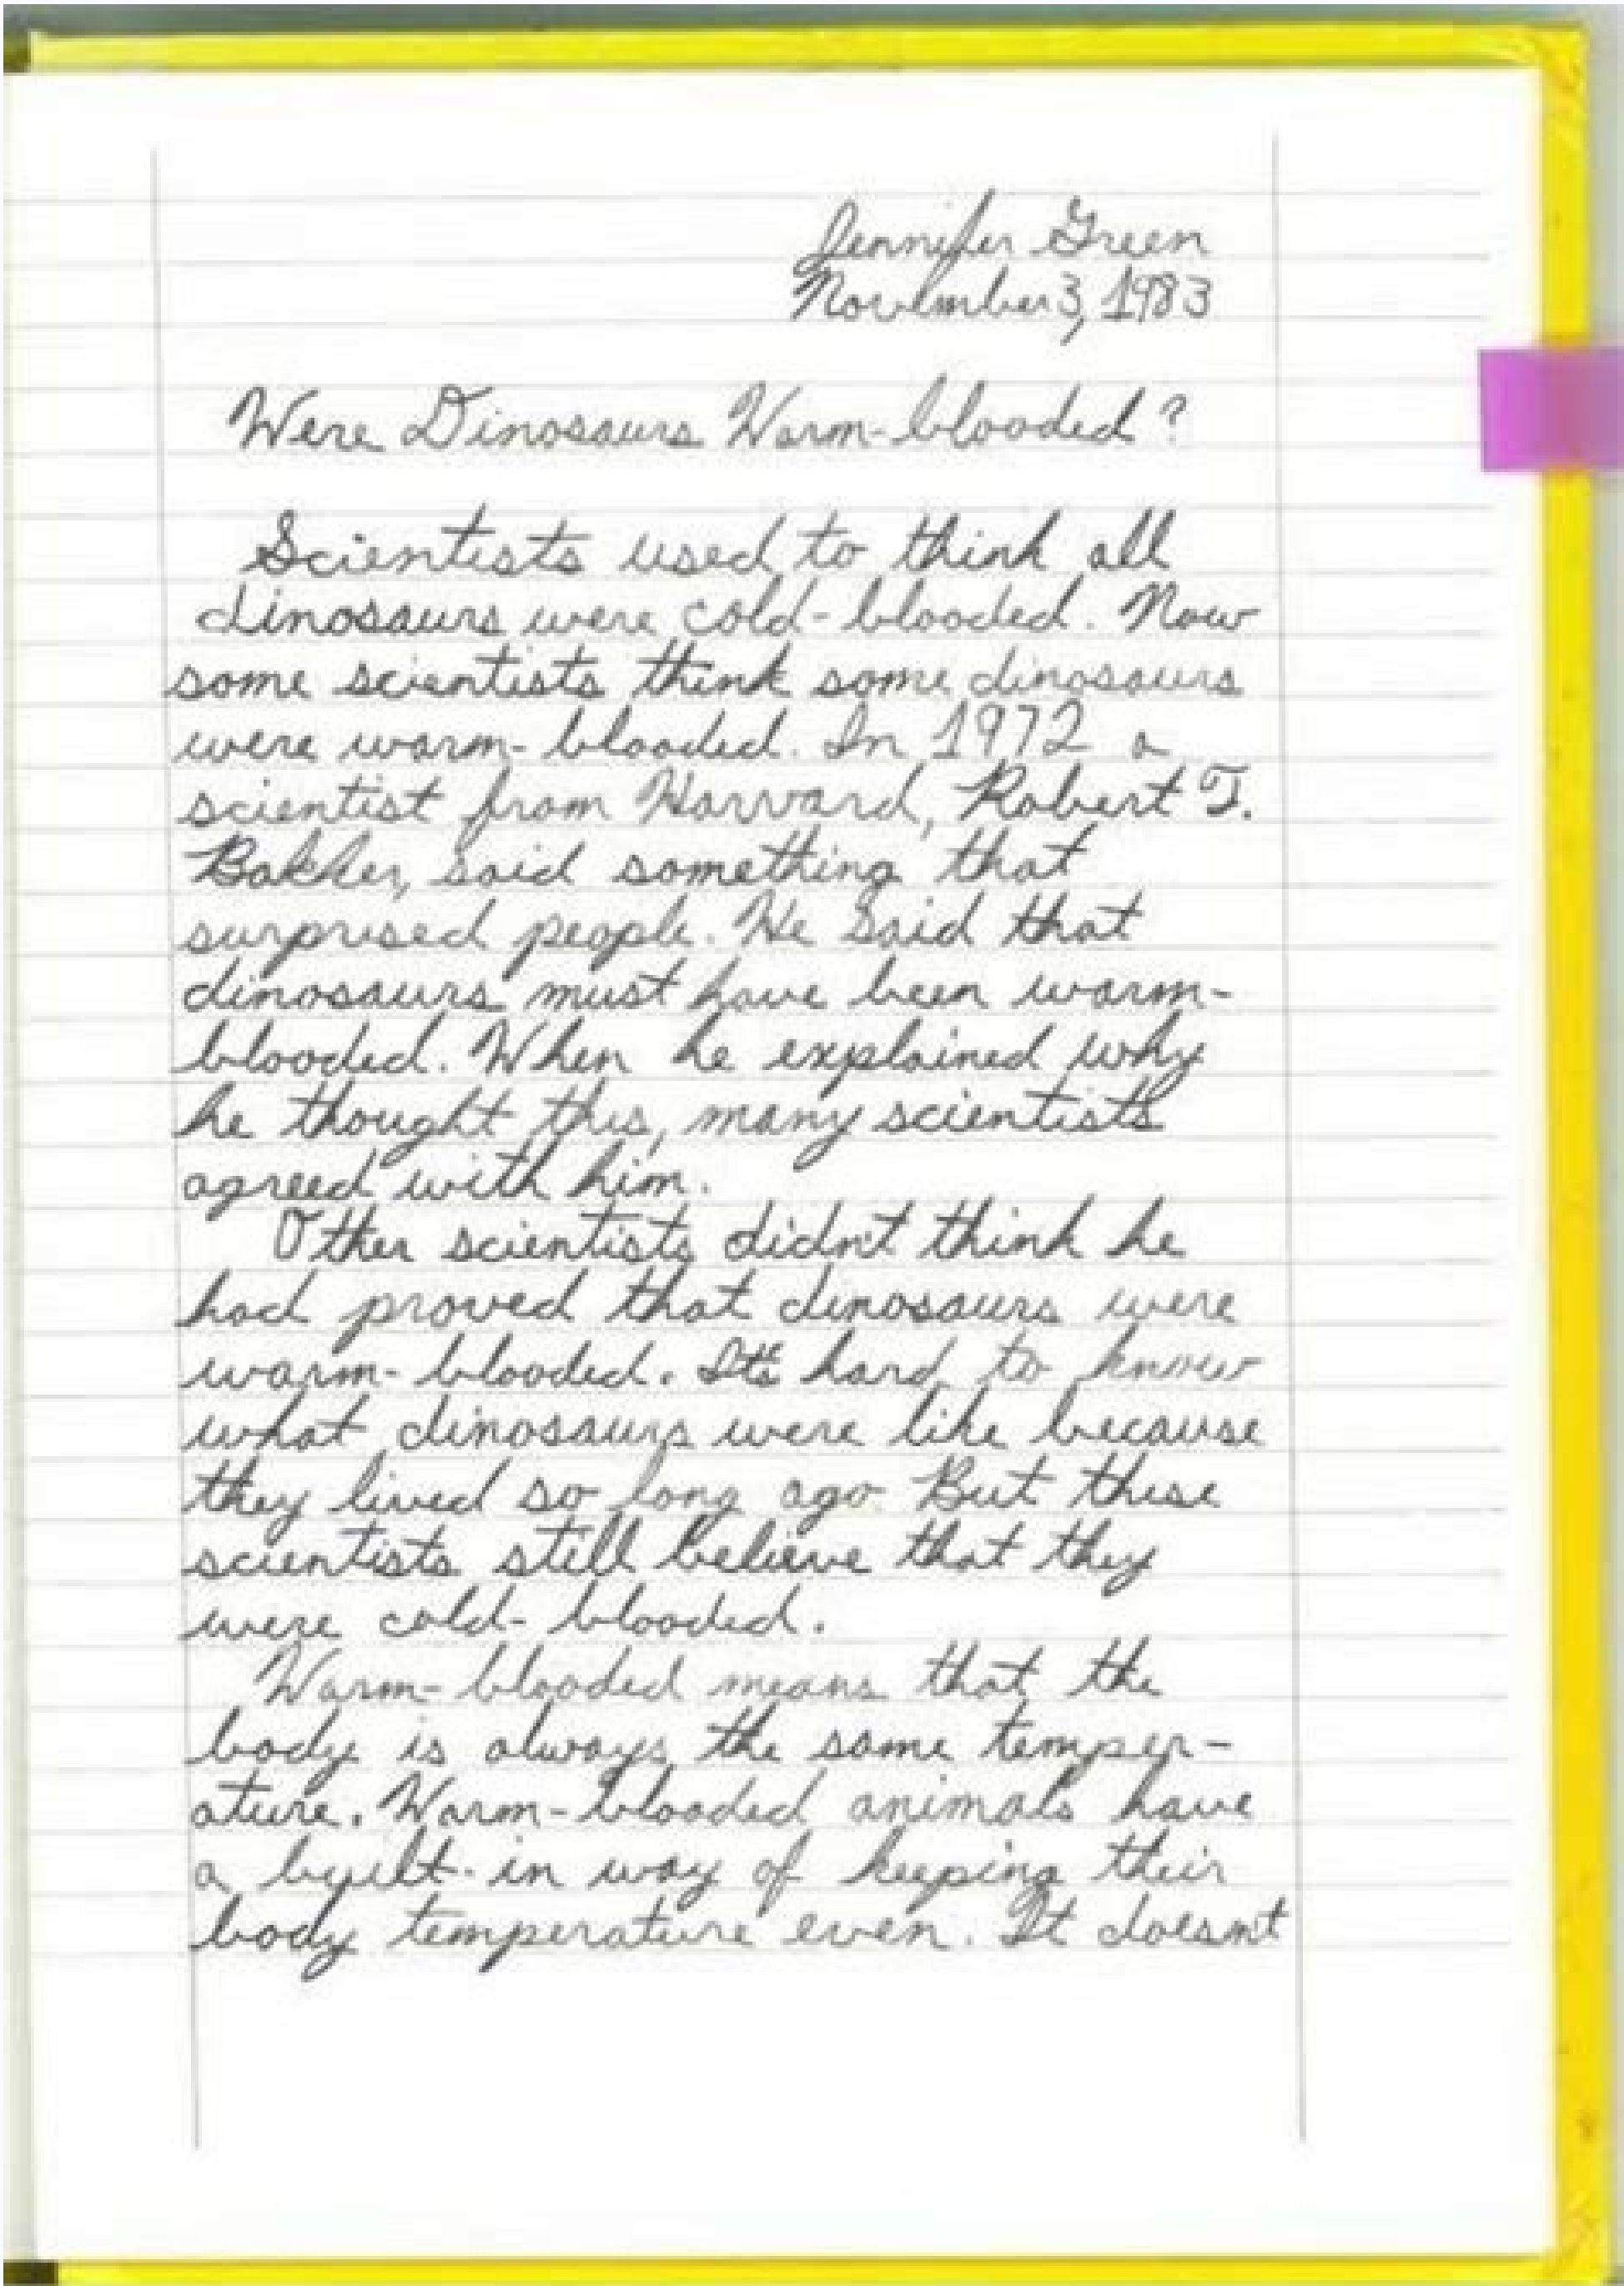 Jennifer Green
November 3, 1983
Were Dinosaurs Warm-blooded?
Scientists used to think all
dinosaurs were cold-blooded. Now
some scientists think some dinosaurs
were warm-blooded. In 1972 a
scientist from Harvard, Robert T.
Bakker, said something that
surprised people. He said that
dinosaurs must have been warm-
blooded. When he explained why
he thought this, many scientists
agreed with him.
Other scientists didn't think he
had proved that dinosaurs were
warm-blooded. It's hard to know
what dinosaurs were like because
they lived so long ago. But these
scientists still believe that they
were cold-blooded.
Warm-blooded means that the
body is always the same temper-
ature. Warm-blooded animals have
a built-in way of keeping their
body temperature even. It doesn't